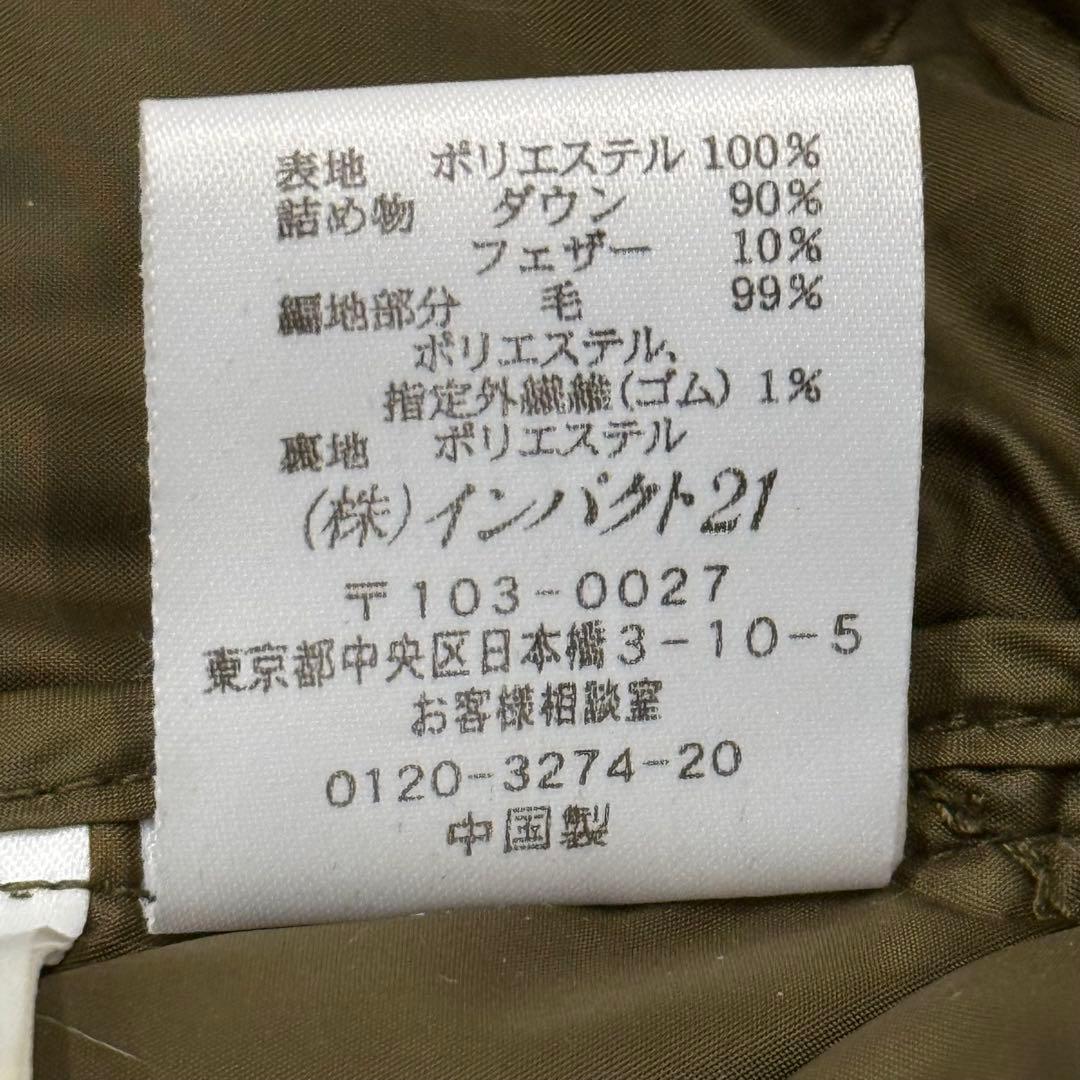 表地 ポリエステル 100%
詰め物 ダウン 90%
フェザー 10%
編地部分 毛 99%
ポリエステル、
指定外繊維(ゴム) 1%
裏地 ポリエステル
(株)インパクト21
〒103-0027
東京都中央区日本橋3-10-5
お客様相談室
0120-3274-20
中国製